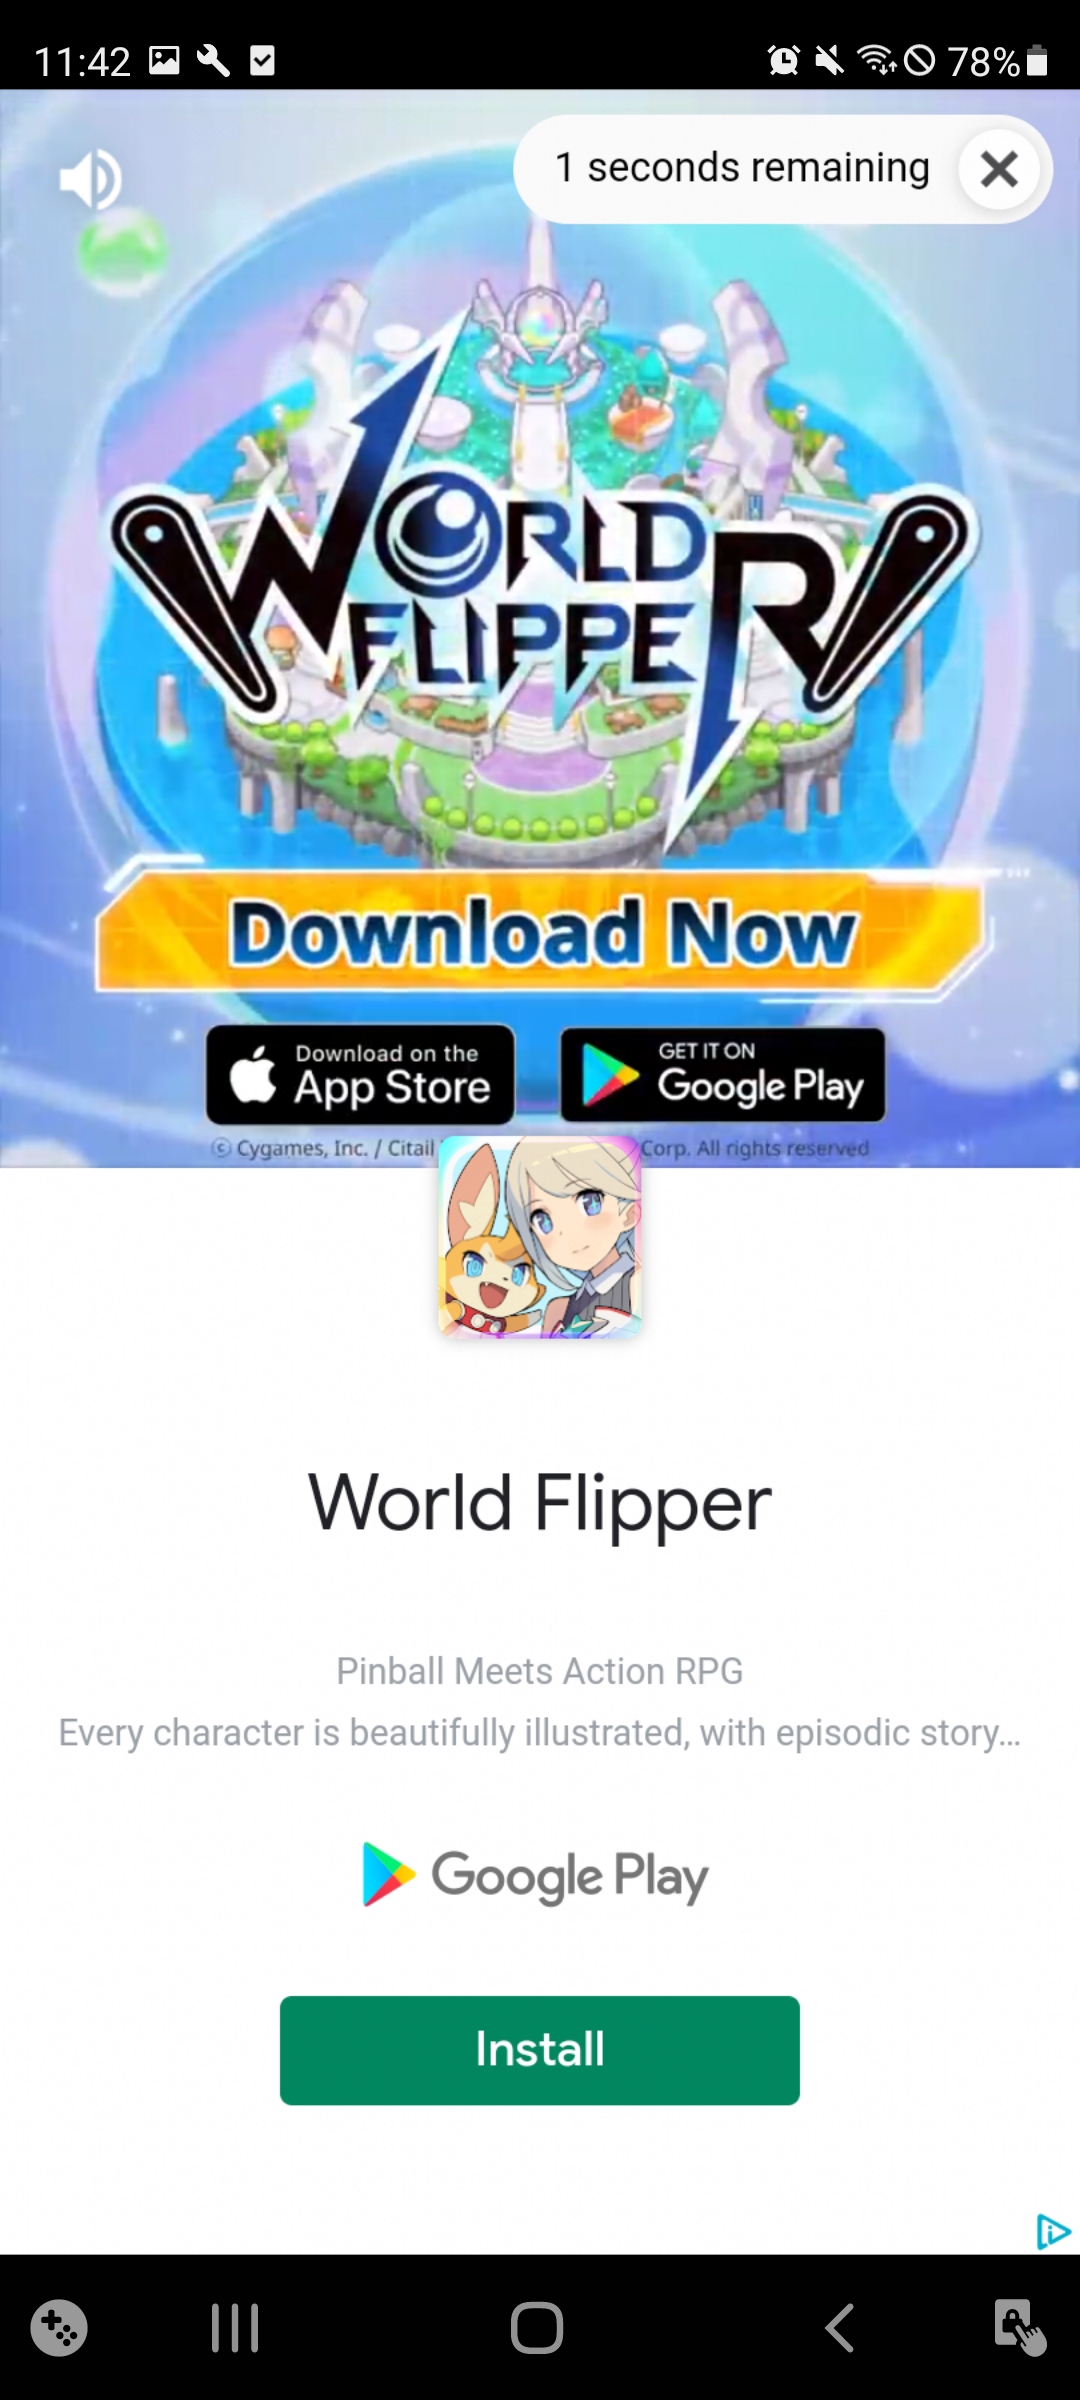 11:42
78%
1 seconds remaining
WORLD
FLIPPER
Download Now
Download on the
App Store
GET IT ON
Google Play
© Cygames, Inc. / Citail
Corp. All rights reserved
World Flipper
Pinball Meets Action RPG
Every character is beautifully illustrated, with episodic story...
Google Play
Install